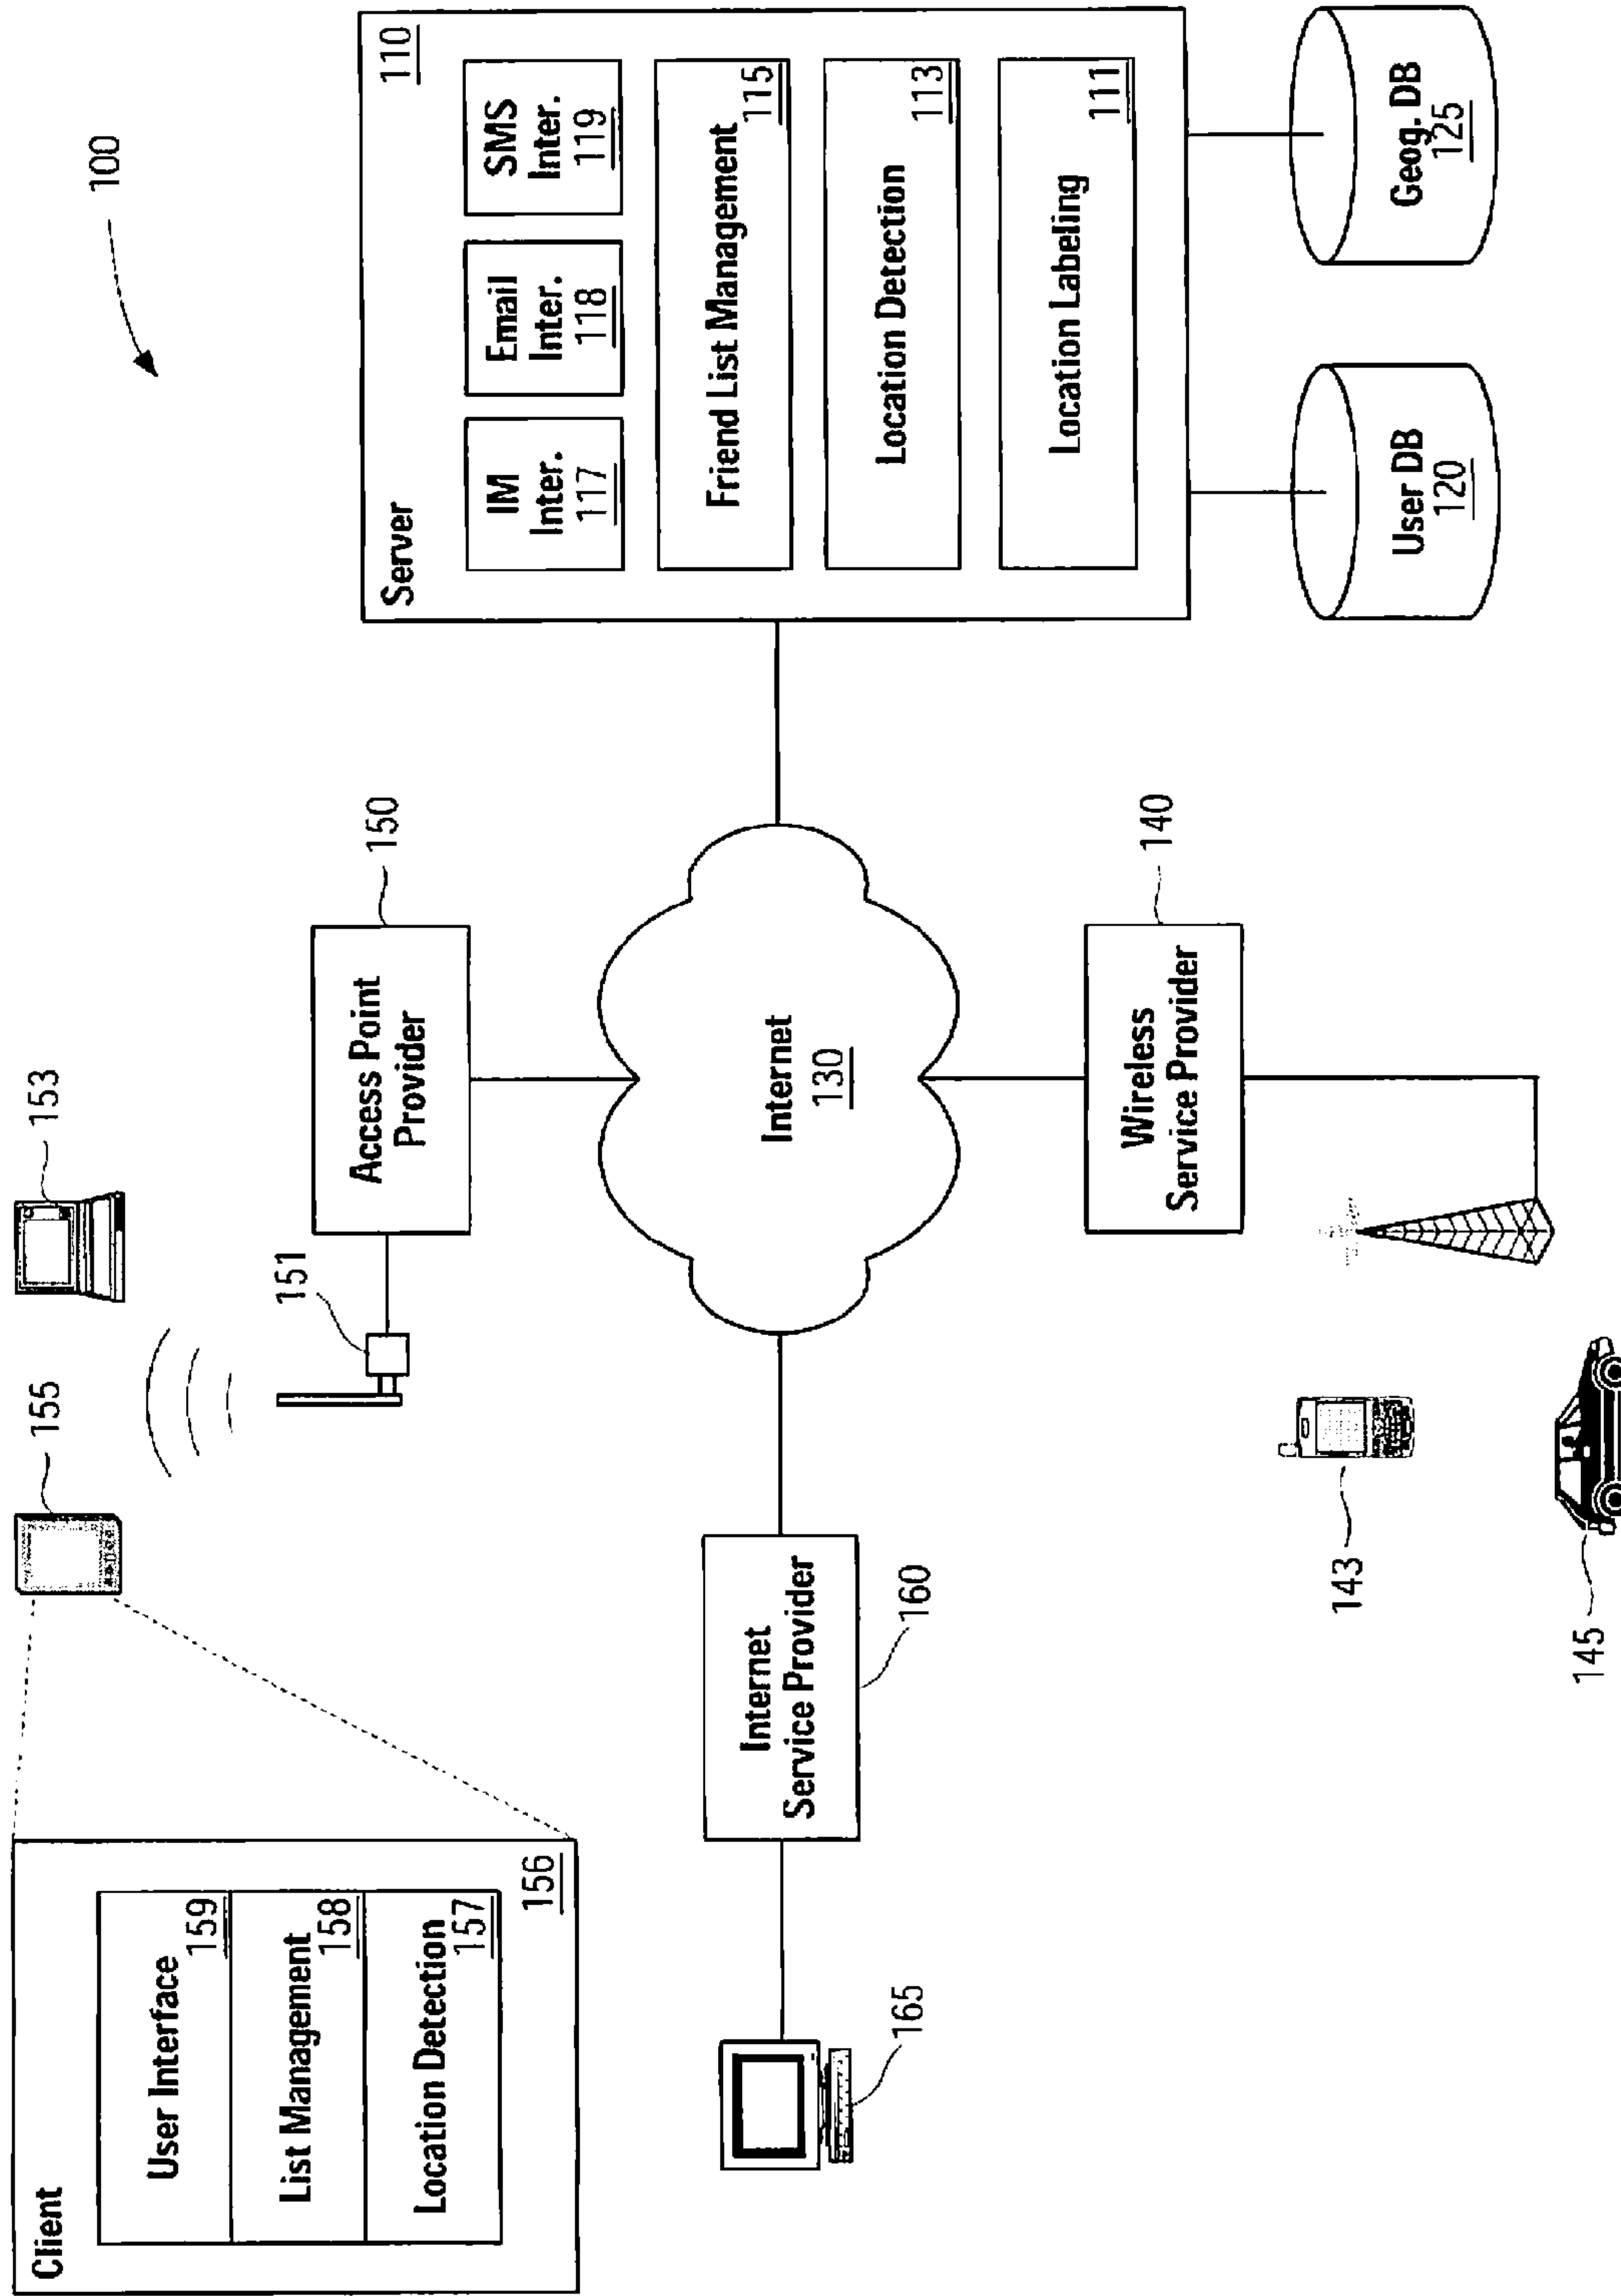 100
Client
User Interface
159
List Management
158
Location Detection
157
156
155
153
151
Access Point
Provider
150
Server
110
IM
Inter.
117
Email
Inter.
118
SMS
Inter.
119
Friend List Management
115
Location Detection
113
Location Labeling
111
User DB
120
Geog. DB
125
Internet
130
Internet
Service Provider
160
165
Wireless
Service Provider
140
143
145